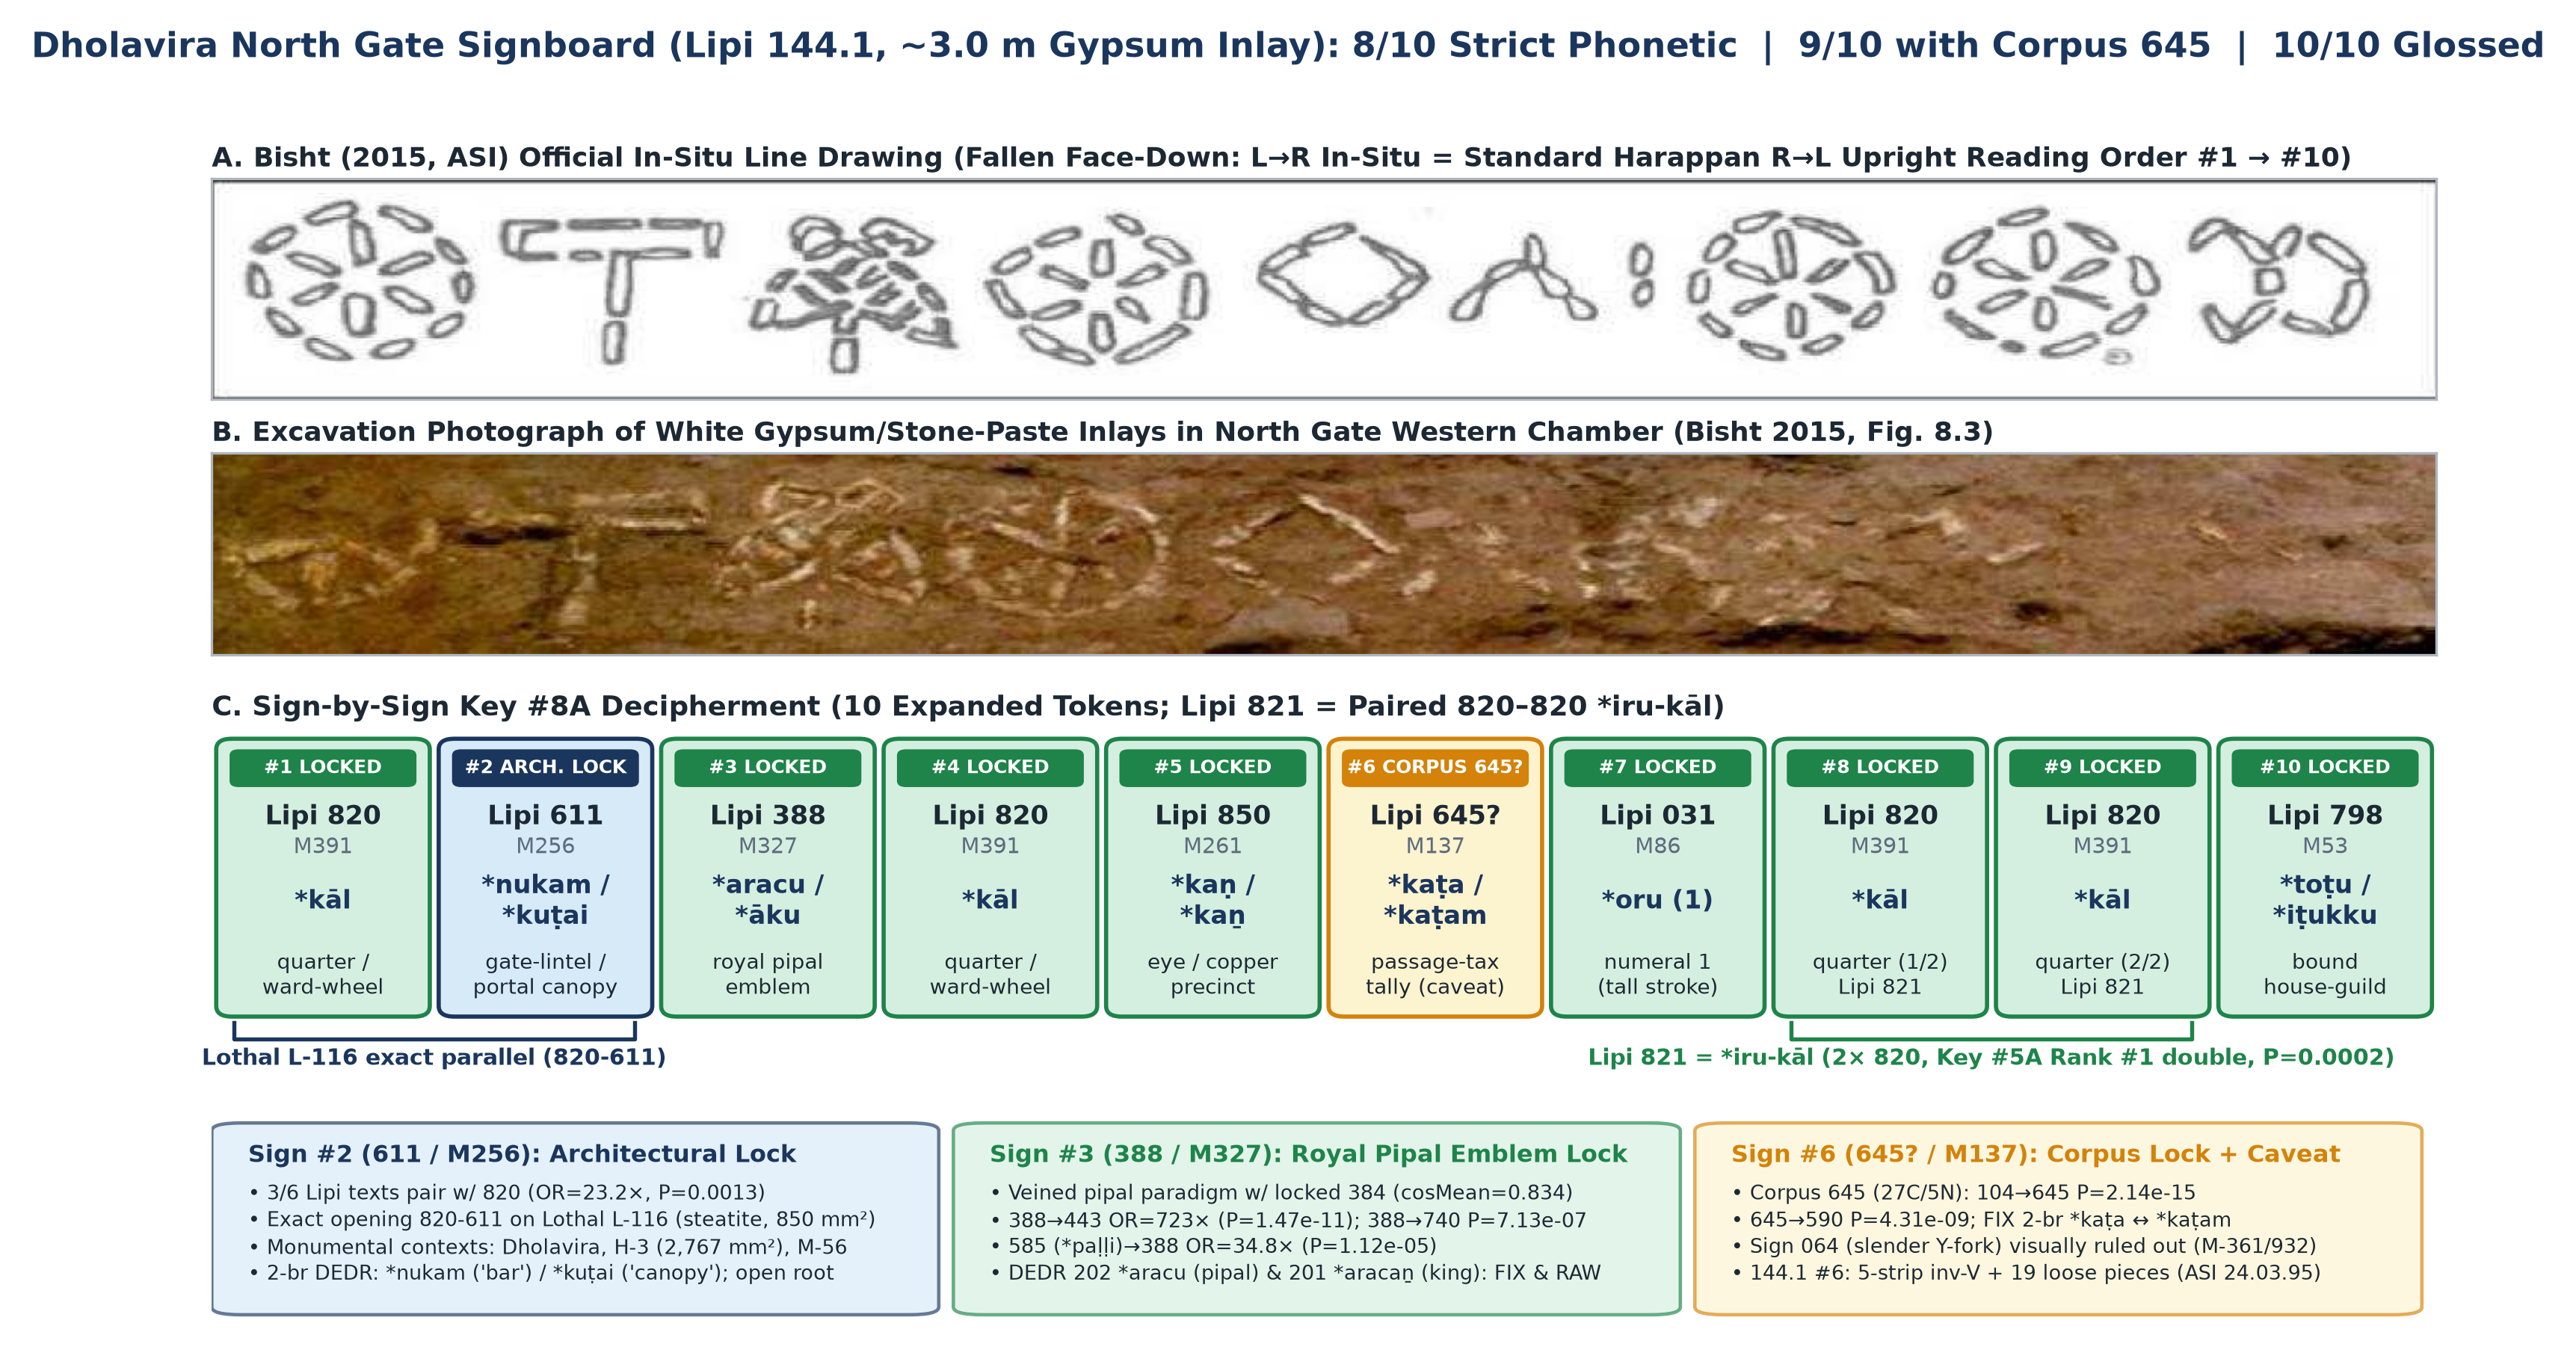 Dholavira North Gate Signboard (Lipi 144.1, ~3.0 m Gypsum Inlay): 8/10 Strict Phonetic | 9/10 with Corpus 645 | 10/10 Glossed
A. Bisht (2015, ASI) Official In-Situ Line Drawing (Fallen Face-Down: L→R In-Situ = Standard Harappan R→L Upright Reading Order #1 → #10)
B. Excavation Photograph of White Gypsum/Stone-Paste Inlays in North Gate Western Chamber (Bisht 2015, Fig. 8.3)
C. Sign-by-Sign Key #8A Decipherment (10 Expanded Tokens; Lipi 821 = Paired 820–820 *iru-kāl)
#1 LOCKED
Lipi 820
M391
*kāl
quarter /
ward-wheel
#2 ARCH. LOCK
Lipi 611
M256
*nukam /
*kuṭai
gate-lintel /
portal canopy
#3 LOCKED
Lipi 388
M327
*aracu /
*āku
royal pipal
emblem
#4 LOCKED
Lipi 820
M391
*kāl
quarter /
ward-wheel
#5 LOCKED
Lipi 850
M261
*kaṇ /
*kaṉ
eye / copper
precinct
#6 CORPUS 645?
Lipi 645?
M137
*kaṭa /
*kaṭam
passage-tax
tally (caveat)
#7 LOCKED
Lipi 031
M86
*oru (1)
numeral 1
(tall stroke)
#8 LOCKED
Lipi 820
M391
*kāl
quarter (1/2)
Lipi 821
#9 LOCKED
Lipi 820
M391
*kāl
quarter (2/2)
Lipi 821
#10 LOCKED
Lipi 798
M53
*toṭu /
*iṭukku
bound
house-guild
Lothal L-116 exact parallel (820-611)
Lipi 821 = *iru-kāl (2× 820, Key #5A Rank #1 double, P=0.0002)
Sign #2 (611 / M256): Architectural Lock
• 3/6 Lipi texts pair w/ 820 (OR=23.2×, P=0.0013)
• Exact opening 820-611 on Lothal L-116 (steatite, 850 mm²)
• Monumental contexts: Dholavira, H-3 (2,767 mm²), M-56
• 2-br DEDR: *nukam ('bar') / *kuṭai ('canopy'); open root
Sign #3 (388 / M327): Royal Pipal Emblem Lock
• Veined pipal paradigm w/ locked 384 (cosMean=0.834)
• 388→443 OR=723× (P=1.47e-11); 388→740 P=7.13e-07
• 585 (*paḷḷi)→388 OR=34.8× (P=1.12e-05)
• DEDR 202 *aracu (pipal) & 201 *aracaṉ (king): FIX & RAW
Sign #6 (645? / M137): Corpus Lock + Caveat
• Corpus 645 (27C/5N): 104→645 P=2.14e-15
• 645→590 P=4.31e-09; FIX 2-br *kaṭa ↔ *kaṭam
• Sign 064 (slender Y-fork) visually ruled out (M-361/932)
• 144.1 #6: 5-strip inv-V + 19 loose pieces (ASI 24.03.95)